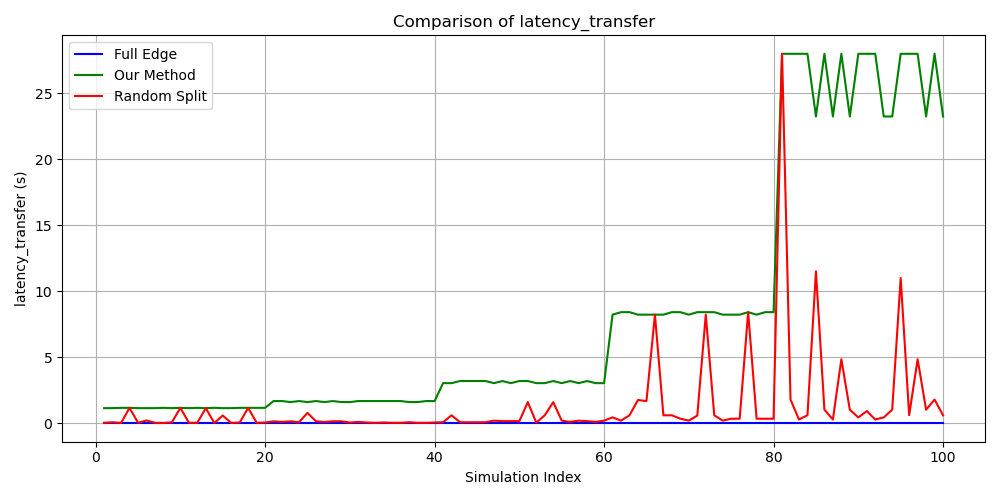 Comparison of latency_transfer
Full Edge
Our Method
Random Split
latency_transfer (s)
25
20
15
10
5
0
0 20 40 60 80 100
Simulation Index